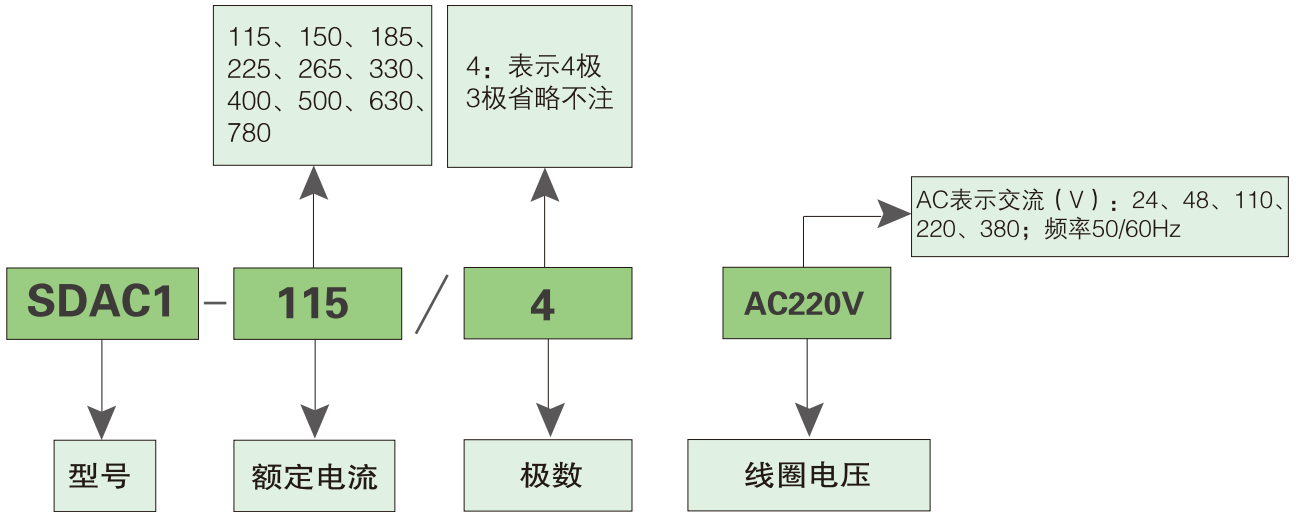 115、150、185、
225、265、330、
400、500、630、
780
4：表示4极
3极省略不注
AC表示交流（V）：24、48、110、
220、380；频率50/60Hz
SDAC1 – 115 / 4 AC220V
型号 额定电流 极数 线圈电压